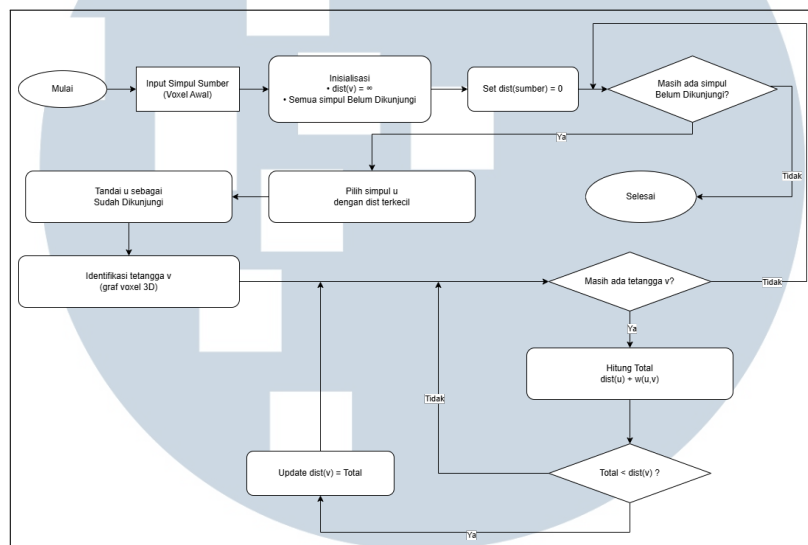 Mulai
Input Simpul Sumber
(Voxel Awal)
Inisialisasi
• dist(v) = ∞
• Semua simpul Belum Dikunjungi
Set dist(sumber) = 0
Masih ada simpul
Belum Dikunjungi?
Ya
Tidak
Tandai u sebagai
Sudah Dikunjungi
Pilih simpul u
dengan dist terkecil
Selesai
Identifikasi tetangga v
(graf voxel 3D)
Masih ada tetangga v?
Tidak
Ya
Hitung Total
dist(u) + w(u,v)
Tidak
Update dist(v) = Total
Total < dist(v) ?
Ya